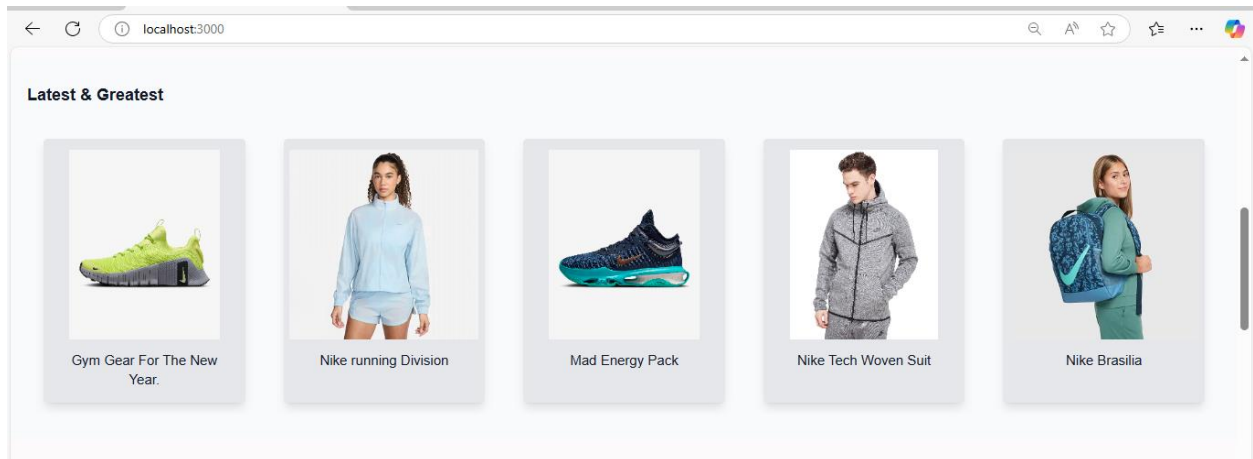 localhost:3000
Latest & Greatest
Gym Gear For The New
Year.
Nike running Division
Mad Energy Pack
Nike Tech Woven Suit
Nike Brasilia